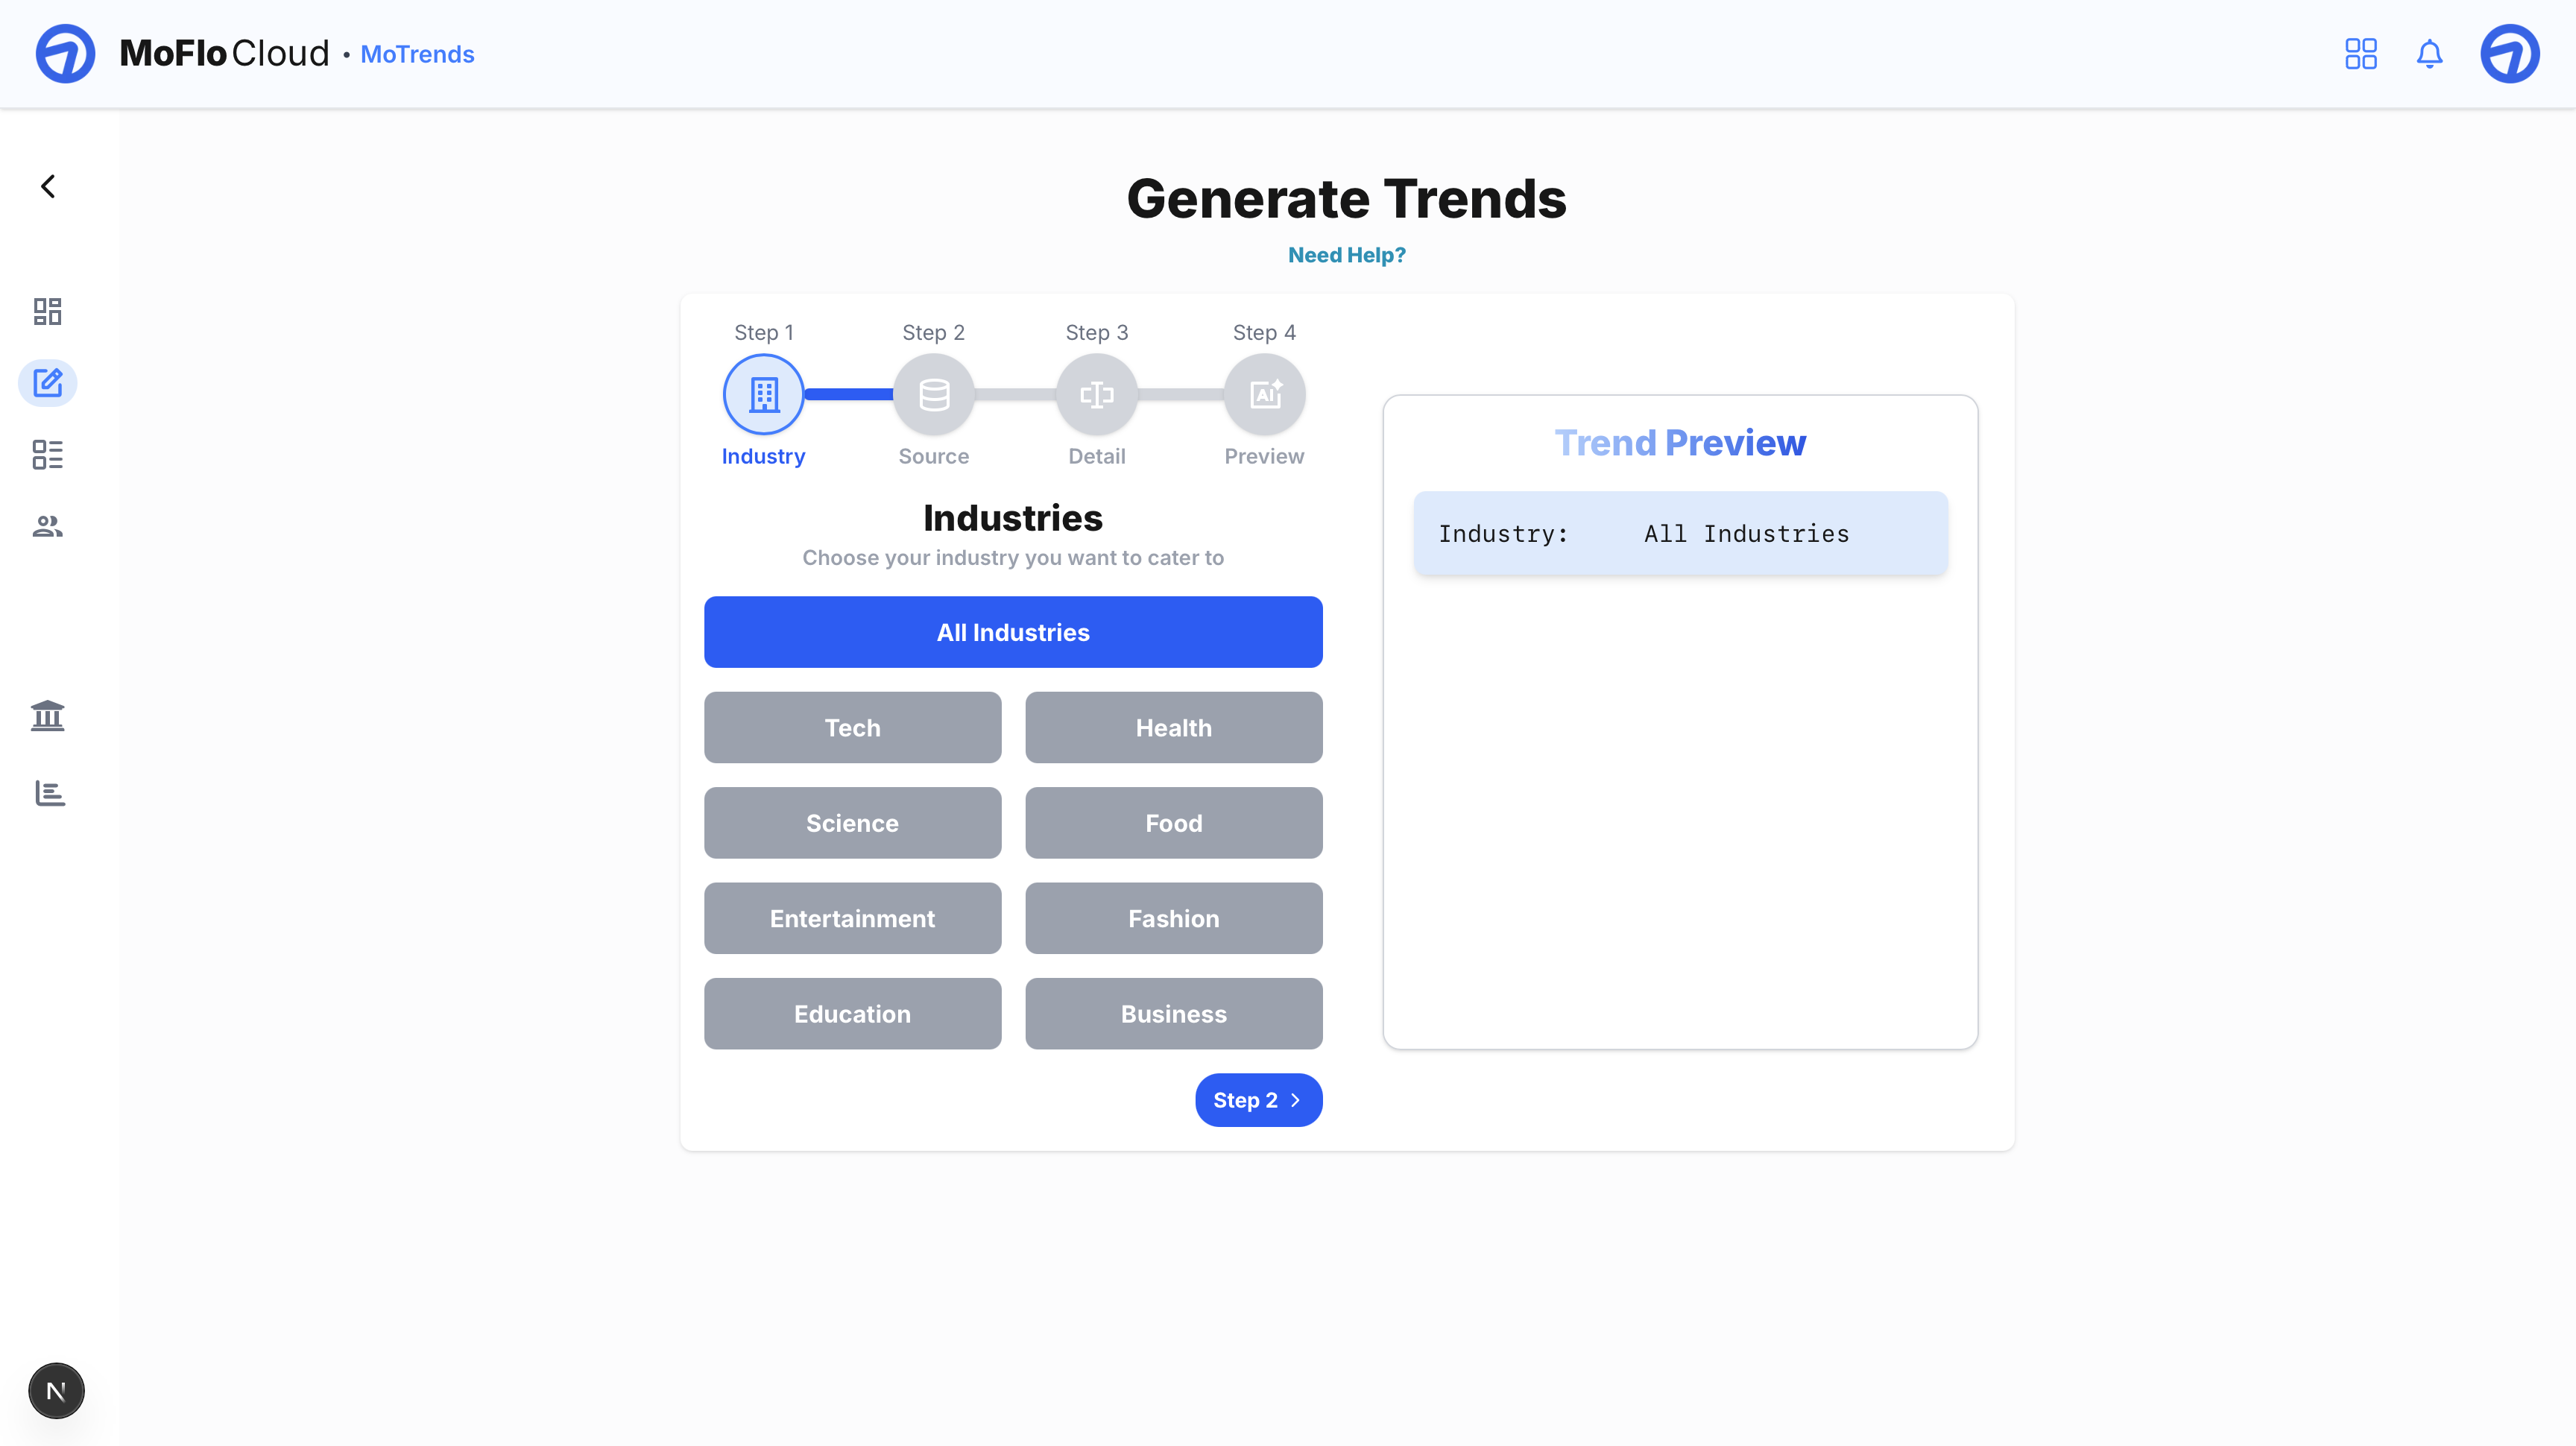 MoFloCloud • MoTrends
Generate Trends
Need Help?
Step 1 Step 2 Step 3 Step 4
AI
Industry Source Detail Preview
Industries
Choose your industry you want to cater to
All Industries
Tech Health
Science Food
Entertainment Fashion
Education Business
Step 2
Trend Preview
Industry: All Industries
N